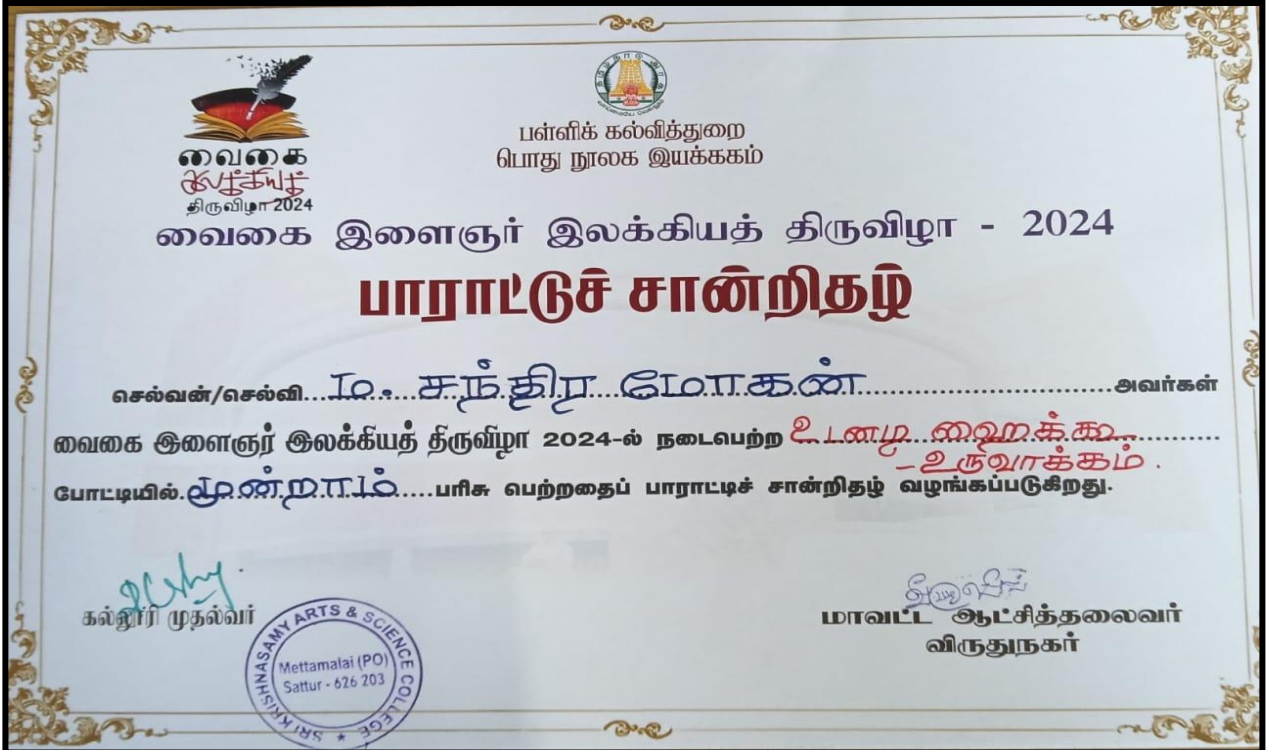 வைகை
இலக்கியத்
திருவிழா 2024
தமிழ்நாடு அரசு
வாய்மையே வெல்லும்
பள்ளிக் கல்வித்துறை
பொது நூலக இயக்ககம்
வைகை இளைஞர் இலக்கியத் திருவிழா - 2024
பாராட்டுச் சான்றிதழ்
செல்வன்/செல்வி...ம. சந்திர மோகன்...அவர்கள்
வைகை இளைஞர் இலக்கியத் திருவிழா 2024-ல் நடைபெற்ற உடனடி ஹைக்கூ
- உருவாக்கம்.
போட்டியில் மூன்றாம்....பரிசு பெற்றதைப் பாராட்டிச் சான்றிதழ் வழங்கப்படுகிறது.
கல்லூரி முதல்வர்
SRI KRISHNASAMY ARTS & SCIENCE COLLEGE
Mettamalai (PO)
Sattur - 626 203
மாவட்ட ஆட்சித்தலைவர்
விருதுநகர்